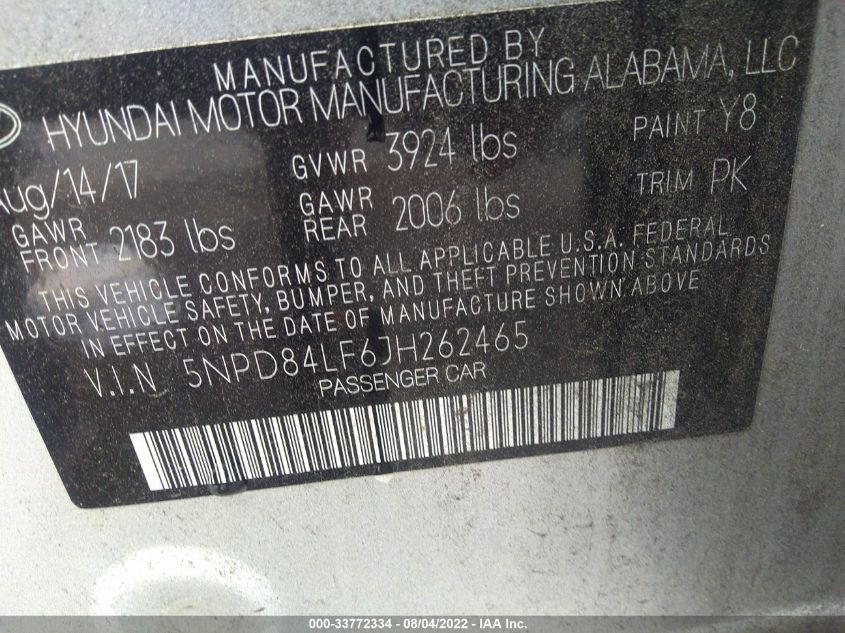 MANUFACTURED BY
HYUNDAI MOTOR MANUFACTURING ALABAMA, LLC
Aug/14/17 GVWR 3924 lbs PAINT Y8
GAWR FRONT 2183 lbs GAWR REAR 2006 lbs TRIM PK
THIS VEHICLE CONFORMS TO ALL APPLICABLE U.S.A. FEDERAL
MOTOR VEHICLE SAFETY, BUMPER, AND THEFT PREVENTION STANDARDS
IN EFFECT ON THE DATE OF MANUFACTURE SHOWN ABOVE
V.I.N 5NPD84LF6JH262465
PASSENGER CAR
000-33772334 - 08/04/2022 - IAA Inc.